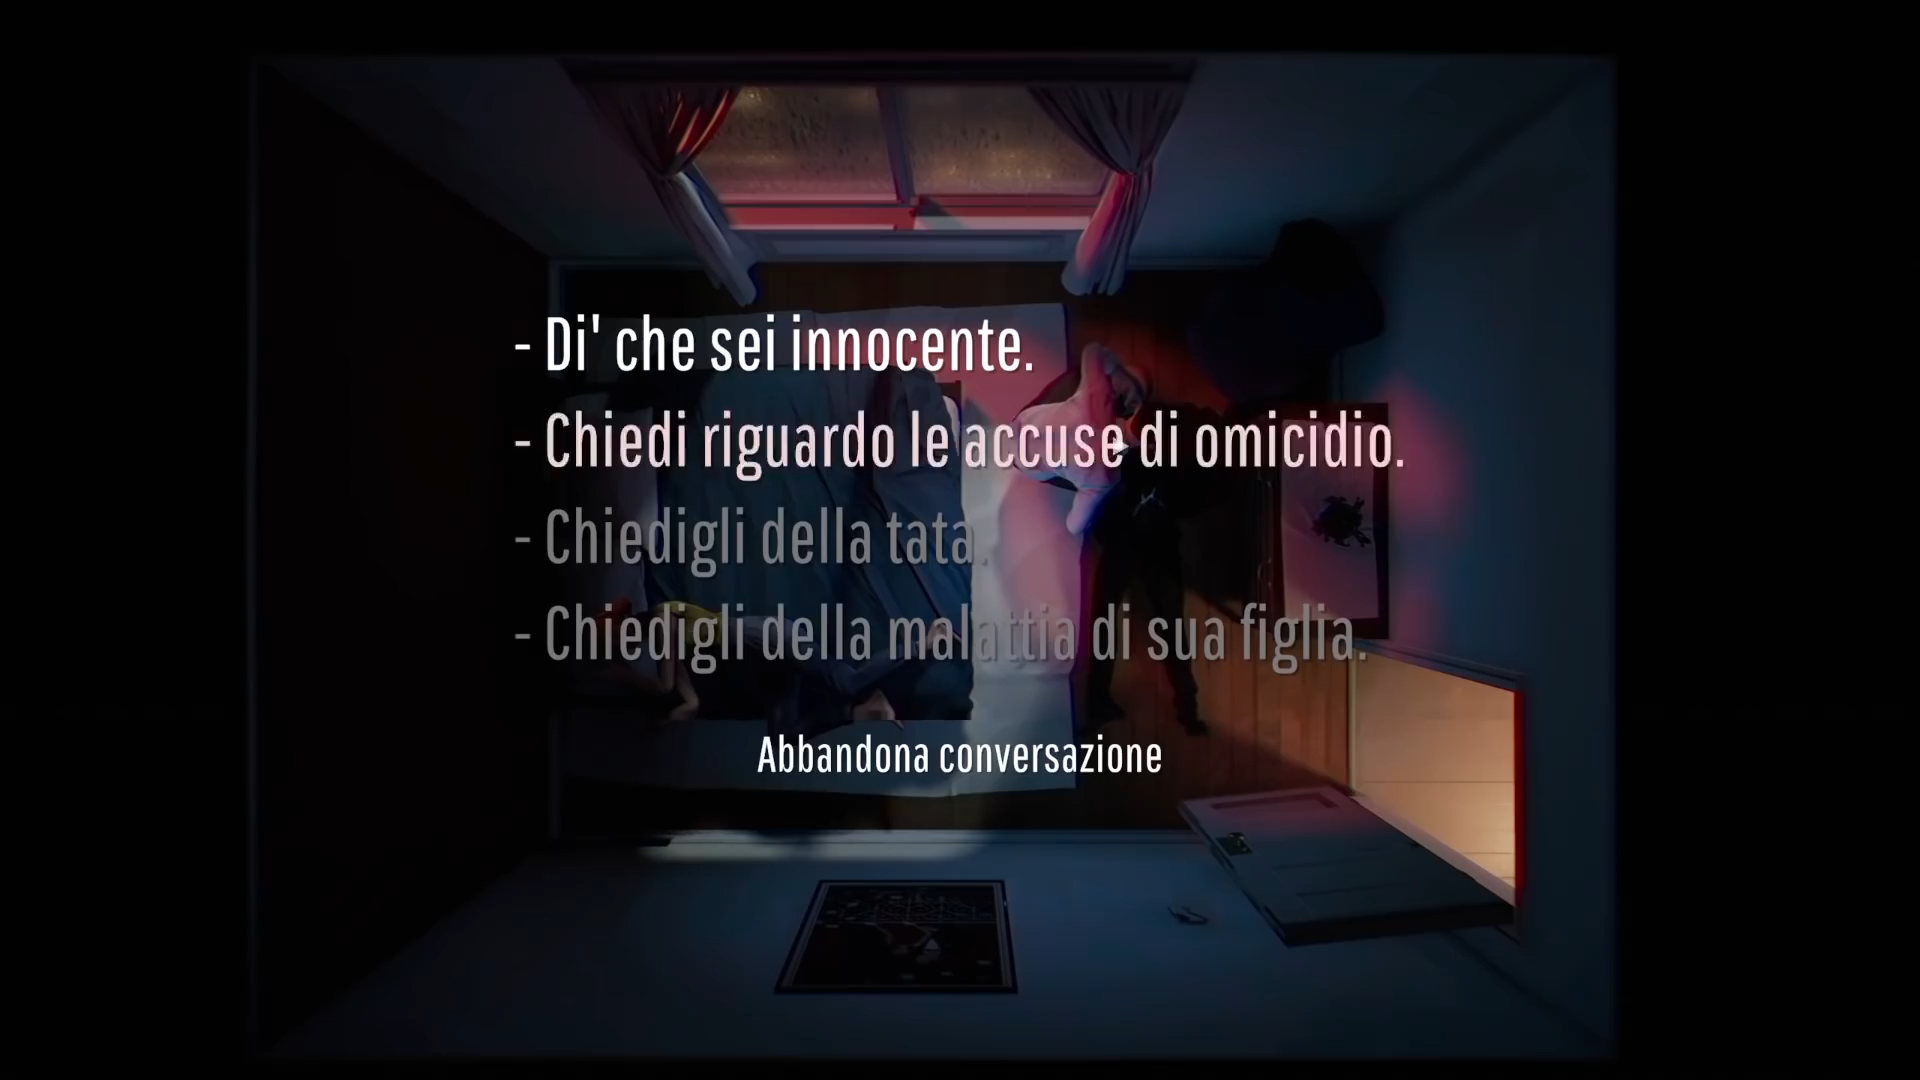 - Di' che sei innocente.
- Chiedi riguardo le accuse di omicidio.
- Chiedigli della tata.
- Chiedigli della malattia di sua figlia.
Abbandona conversazione